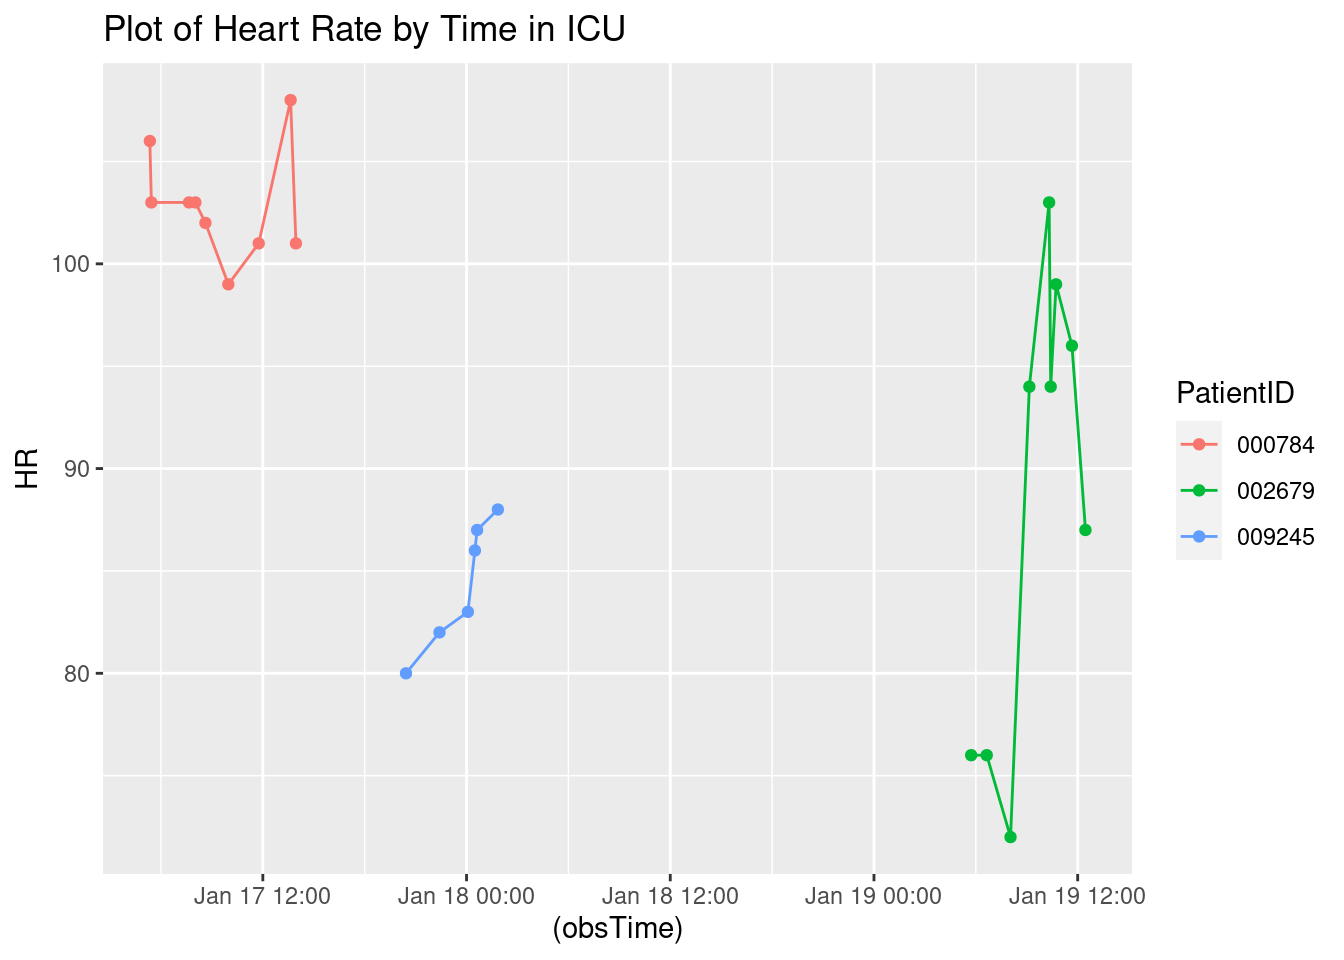 Plot of Heart Rate by Time in ICU
HR
100
90
80
Jan 17 12:00
Jan 18 00:00
Jan 18 12:00
Jan 19 00:00
Jan 19 12:00
(obsTime)
PatientID
000784
002679
009245